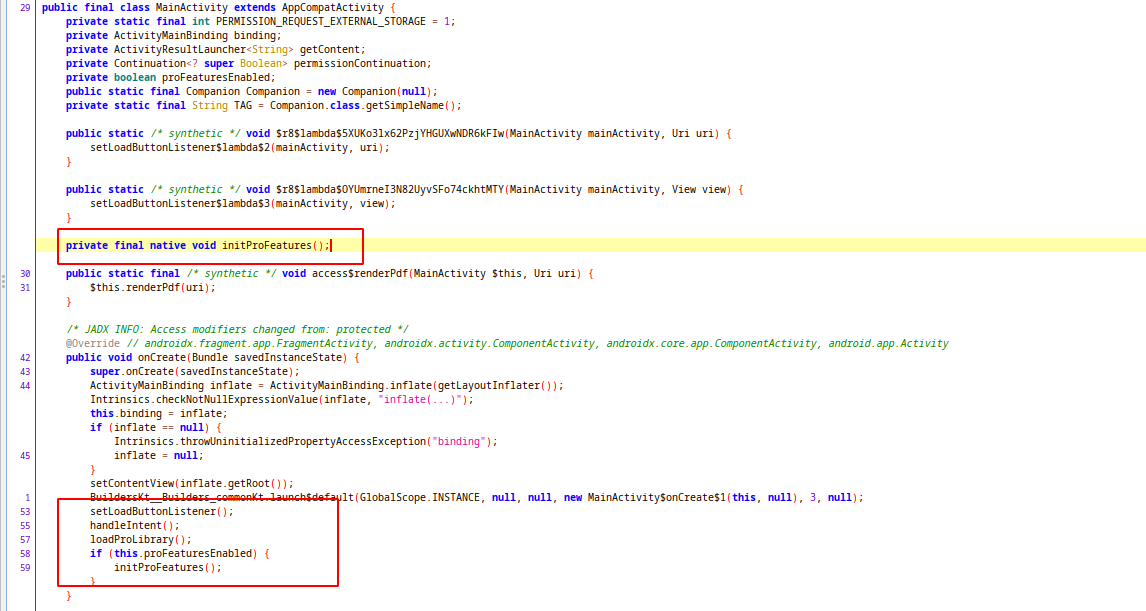 29 public final class MainActivity extends AppCompatActivity {
private static final int PERMISSION_REQUEST_EXTERNAL_STORAGE = 1;
private ActivityMainBinding binding;
private ActivityResultLauncher<String> getContent;
private Continuation<? super Boolean> permissionContinuation;
private boolean proFeaturesEnabled;
public static final Companion Companion = new Companion(null);
private static final String TAG = Companion.class.getSimpleName();
public static /* synthetic */ void $r8$lambda$5XUKo3lx62PzjYHGUXwNDR6kFIw(MainActivity mainActivity, Uri uri) {
setLoadButtonListener$lambda$2(mainActivity, uri);
}
public static /* synthetic */ void $r8$lambda$OYUmrneI3N82UyvSFo74ckhtMTY(MainActivity mainActivity, View view) {
setLoadButtonListener$lambda$3(mainActivity, view);
}
private final native void initProFeatures();
30 public static final /* synthetic */ void access$renderPdf(MainActivity $this, Uri uri) {
31 $this.renderPdf(uri);
}
/* JADX INFO: Access modifiers changed from: protected */
@Override // androidx.fragment.app.FragmentActivity, androidx.activity.ComponentActivity, androidx.core.app.ComponentActivity, android.app.Activity
42 public void onCreate(Bundle savedInstanceState) {
43 super.onCreate(savedInstanceState);
44 ActivityMainBinding inflate = ActivityMainBinding.inflate(getLayoutInflater());
Intrinsics.checkNotNullExpressionValue(inflate, "inflate(...)");
this.binding = inflate;
if (inflate == null) {
Intrinsics.throwUninitializedPropertyAccessException("binding");
45 inflate = null;
}
setContentView(inflate.getRoot());
1 BuildersKt__Builders_commonKt.launch$default(GlobalScope.INSTANCE, null, null, new MainActivity$onCreate$1(this, null), 3, null);
53 setLoadButtonListener();
55 handleIntent();
57 loadProLibrary();
58 if (this.proFeaturesEnabled) {
59 initProFeatures();
}
}